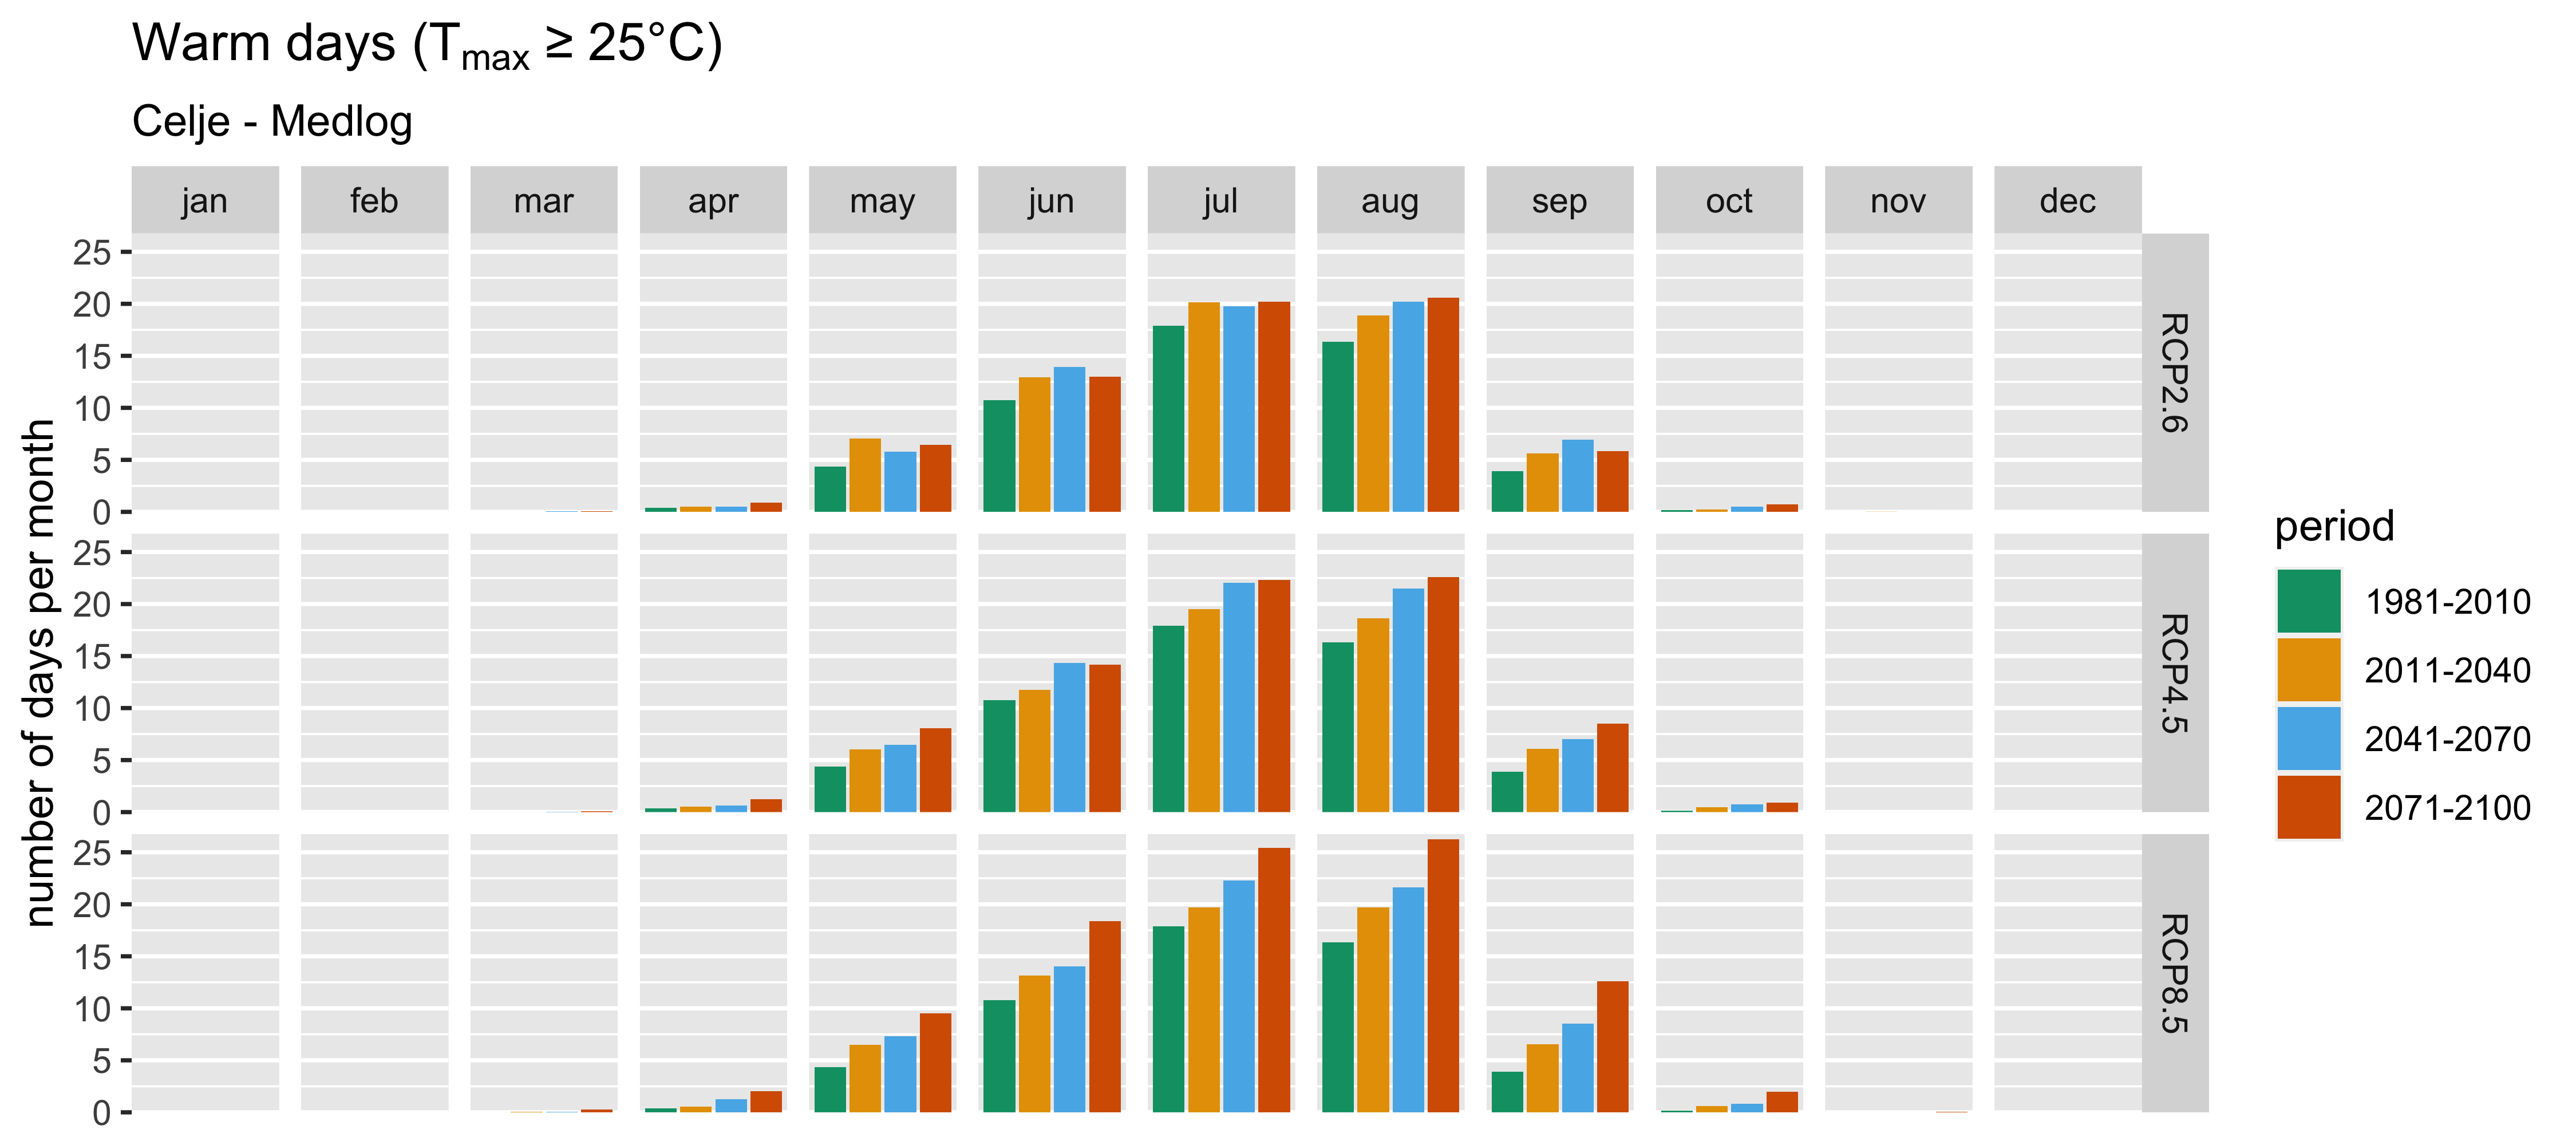 Warm days (Tmax ≥ 25°C)
Celje - Medlog
jan feb mar apr may jun jul aug sep oct nov dec
number of days per month
25
20
15
10
5
0
RCP2.6
25
20
15
10
5
0
RCP4.5
25
20
15
10
5
0
RCP8.5
period
1981-2010
2011-2040
2041-2070
2071-2100